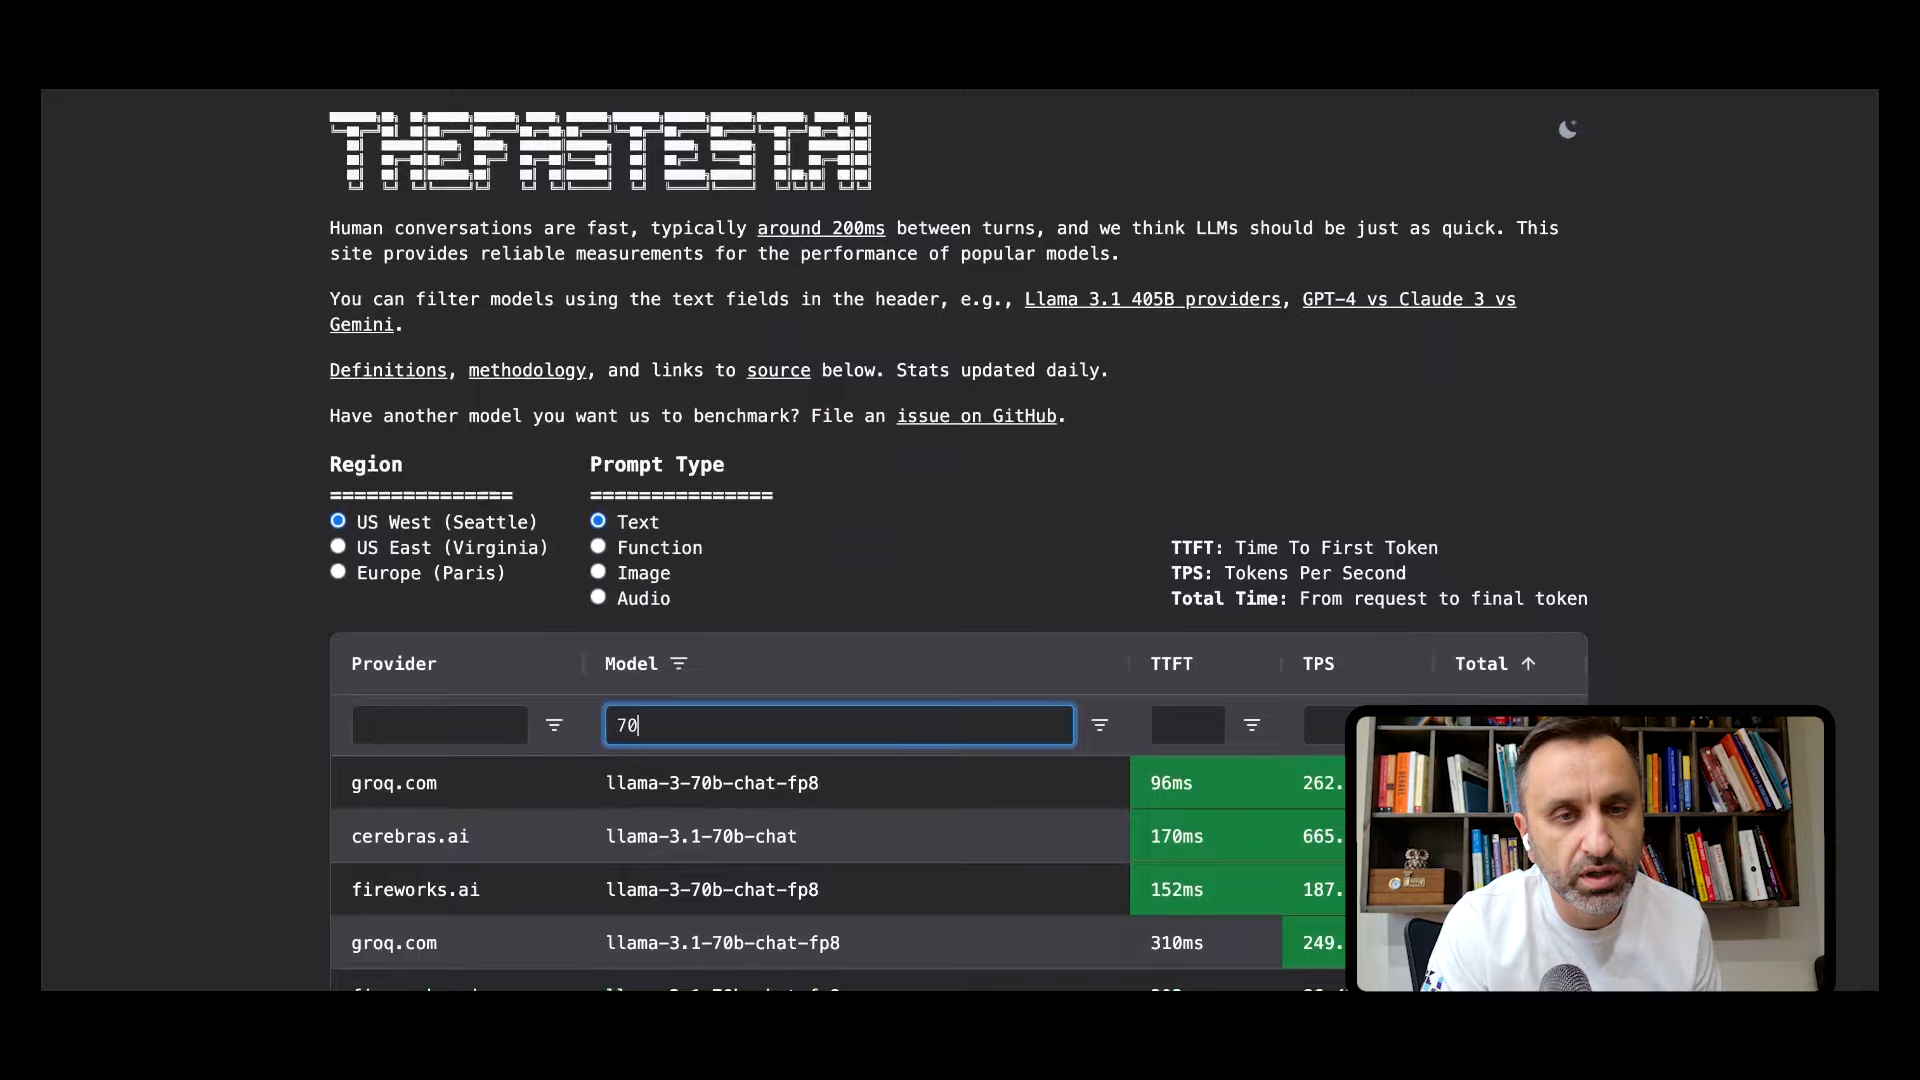 THEFASTEST.AI
Human conversations are fast, typically around 200ms between turns, and we think LLMs should be just as quick. This
site provides reliable measurements for the performance of popular models.
You can filter models using the text fields in the header, e.g., Llama 3.1 405B providers, GPT-4 vs Claude 3 vs
Gemini.
Definitions, methodology, and links to source below. Stats updated daily.
Have another model you want us to benchmark? File an issue on GitHub.
Region Prompt Type
=============== ===============
US West (Seattle) Text
US East (Virginia) Function TTFT: Time To First Token
Europe (Paris) Image TPS: Tokens Per Second
Audio Total Time: From request to final token
Provider Model TTFT TPS Total ↑
70
groq.com llama-3-70b-chat-fp8 96ms 262.
cerebras.ai llama-3.1-70b-chat 170ms 665.
fireworks.ai llama-3-70b-chat-fp8 152ms 187.
groq.com llama-3.1-70b-chat-fp8 310ms 249.